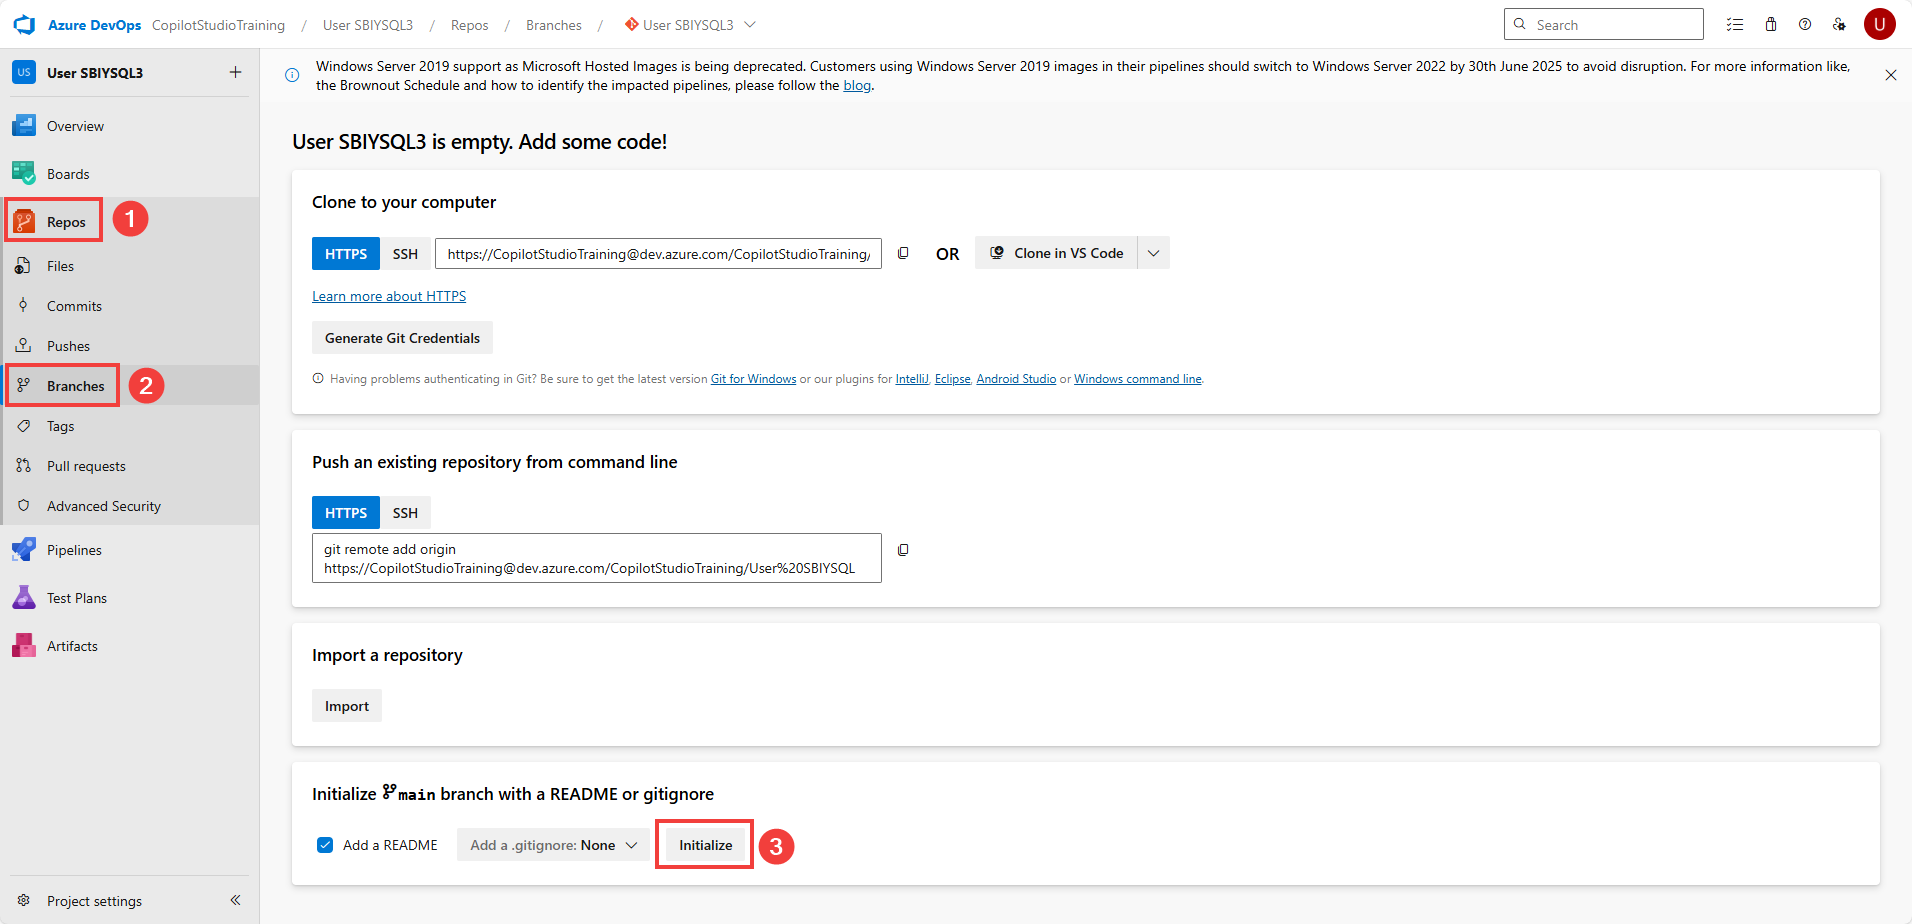 Azure DevOps CopilotStudioTraining / User SBIYSQL3 / Repos / Branches / User SBIYSQL3 Search U
US User SBIYSQL3 +
Windows Server 2019 support as Microsoft Hosted Images is being deprecated. Customers using Windows Server 2019 images in their pipelines should switch to Windows Server 2022 by 30th June 2025 to avoid disruption. For more information like,
the Brownout Schedule and how to identify the impacted pipelines, please follow the blog.
Overview
Boards
Repos 1
Files
Commits
Pushes
Branches 2
Tags
Pull requests
Advanced Security
Pipelines
Test Plans
Artifacts
Project settings
User SBIYSQL3 is empty. Add some code!
Clone to your computer
HTTPS SSH https://CopilotStudioTraining@dev.azure.com/CopilotStudioTraining/ OR Clone in VS Code
Learn more about HTTPS
Generate Git Credentials
Having problems authenticating in Git? Be sure to get the latest version Git for Windows or our plugins for IntelliJ, Eclipse, Android Studio or Windows command line.
Push an existing repository from command line
HTTPS SSH
git remote add origin
https://CopilotStudioTraining@dev.azure.com/CopilotStudioTraining/User%20SBIYSQL
Import a repository
Import
Initialize main branch with a README or gitignore
Add a README Add a .gitignore: None Initialize 3